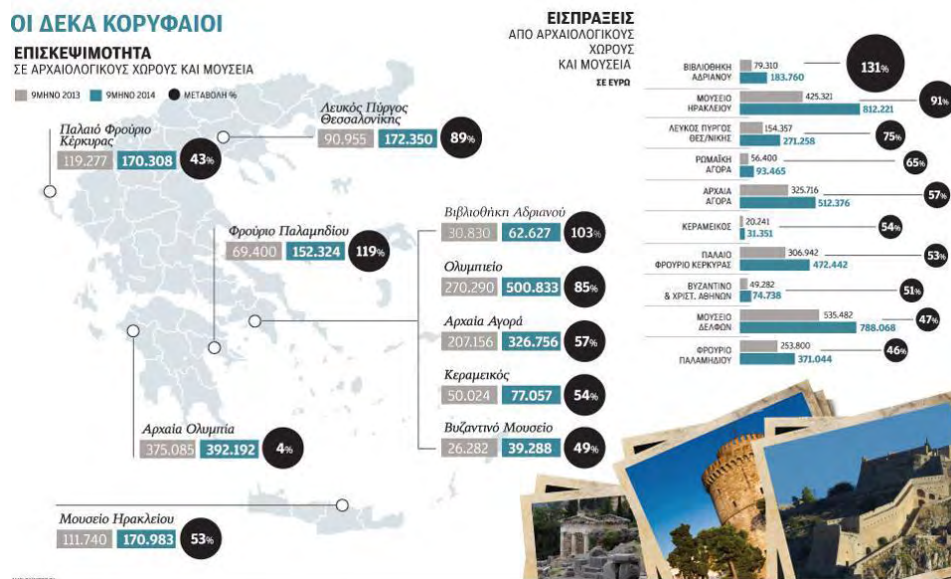 ΟΙ ΔΕΚΑ ΚΟΡΥΦΑΙΟΙ
ΕΠΙΣΚΕΨΙΜΟΤΗΤΑ
ΣΕ ΑΡΧΑΙΟΛΟΓΙΚΟΥΣ ΧΩΡΟΥΣ ΚΑΙ ΜΟΥΣΕΙΑ
9ΜΗΝΟ 2013 9ΜΗΝΟ 2014 ΜΕΤΑΒΟΛΗ %
Παλαιό Φρούριο
Κέρκυρας
119.277 170.308 43%
Λευκός Πύργος
Θεσσαλονίκης
90.955 172.350 89%
Φρούριο Παλαμηδίου
69.400 152.324 119%
Βιβλιοθήκη Αδριανού
30.830 62.627 103%
Ολυμπιείο
270.290 500.833 85%
Αρχαία Αγορά
207.156 326.756 57%
Κεραμεικός
50.024 77.057 54%
Βυζαντινό Μουσείο
26.282 39.288 49%
Αρχαία Ολυμπία
375.085 392.192 4%
Μουσείο Ηρακλείου
111.740 170.983 53%
ΕΙΣΠΡΑΞΕΙΣ
ΑΠΟ ΑΡΧΑΙΟΛΟΓΙΚΟΥΣ
ΧΩΡΟΥΣ
ΚΑΙ ΜΟΥΣΕΙΑ
ΣΕ ΕΥΡΩ
ΒΙΒΛΙΟΘΗΚΗ
ΑΔΡΙΑΝΟΥ
79.310
183.760
131%
ΜΟΥΣΕΙΟ
ΗΡΑΚΛΕΙΟΥ
425.321
812.221
91%
ΛΕΥΚΟΣ ΠΥΡΓΟΣ
ΘΕΣ/ΝΙΚΗΣ
154.357
271.258
75%
ΡΩΜΑΪΚΗ
ΑΓΟΡΑ
56.400
93.465
65%
ΑΡΧΑΙΑ
ΑΓΟΡΑ
325.716
512.376
57%
ΚΕΡΑΜΕΙΚΟΣ
20.241
31.351
54%
ΠΑΛΑΙΟ
ΦΡΟΥΡΙΟ ΚΕΡΚΥΡΑΣ
306.942
472.442
53%
ΒΥΖΑΝΤΙΝΟ
& ΧΡΙΣΤ. ΑΘΗΝΩΝ
49.282
74.738
51%
ΜΟΥΣΕΙΟ
ΔΕΛΦΩΝ
535.482
788.068
47%
ΦΡΟΥΡΙΟ
ΠΑΛΑΜΗΔΙΟΥ
253.800
371.044
46%